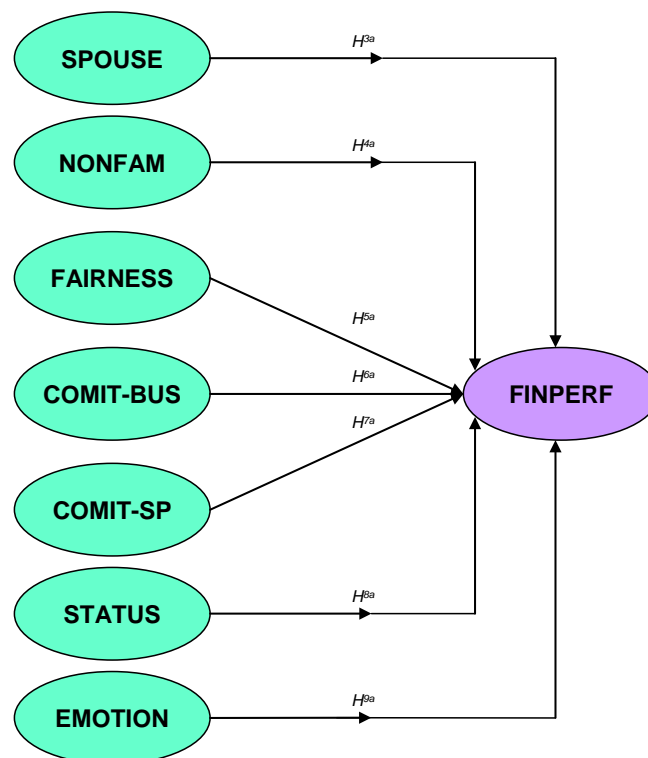 H3a
SPOUSE
H4a
NONFAM
FAIRNESS
H5a
H6a
COMIT-BUS
FINPERF
H7a
COMIT-SP
H8a
STATUS
H9a
EMOTION